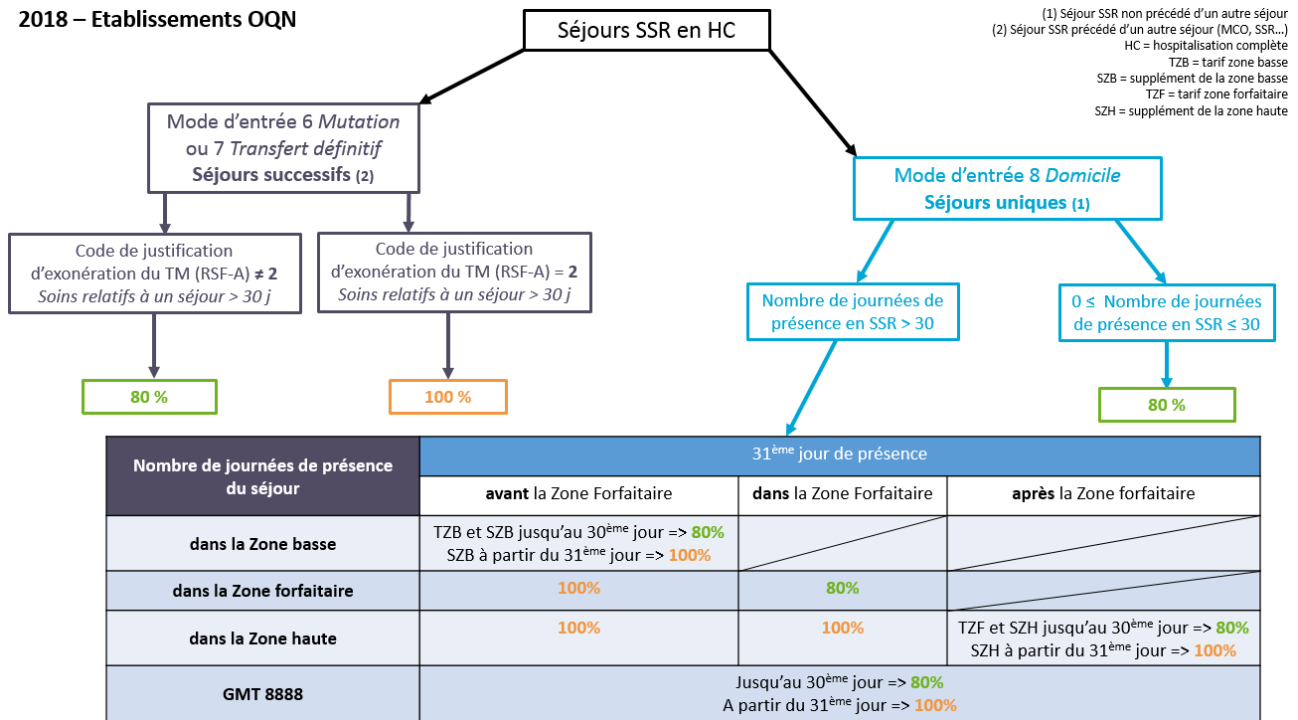 2018 – Etablissements OQN
Séjours SSR en HC
(1) Séjour SSR non précédé d'un autre séjour
(2) Séjour SSR précédé d'un autre séjour (MCO, SSR…)
HC = hospitalisation complète
TZB = tarif zone basse
SZB = supplément de la zone basse
TZF = tarif zone forfaitaire
SZH = supplément de la zone haute
Mode d'entrée 6 Mutation
ou 7 Transfert définitif
Séjours successifs (2)
Mode d'entrée 8 Domicile
Séjours uniques (1)
Code de justification
d'exonération du TM (RSF-A) ≠ 2
Soins relatifs à un séjour > 30 j
Code de justification
d'exonération du TM (RSF-A) = 2
Soins relatifs à un séjour > 30 j
Nombre de journées de
présence en SSR > 30
0 ≤ Nombre de journées
de présence en SSR ≤ 30
80 %
100 %
80 %
Nombre de journées de présence
du séjour
31ème jour de présence
avant la Zone Forfaitaire
dans la Zone Forfaitaire
après la Zone forfaitaire
dans la Zone basse
TZB et SZB jusqu'au 30ème jour => 80%
SZB à partir du 31ème jour => 100%
dans la Zone forfaitaire
100%
80%
dans la Zone haute
100%
100%
TZF et SZH jusqu'au 30ème jour => 80%
SZH à partir du 31ème jour => 100%
GMT 8888
Jusqu'au 30ème jour => 80%
A partir du 31ème jour => 100%